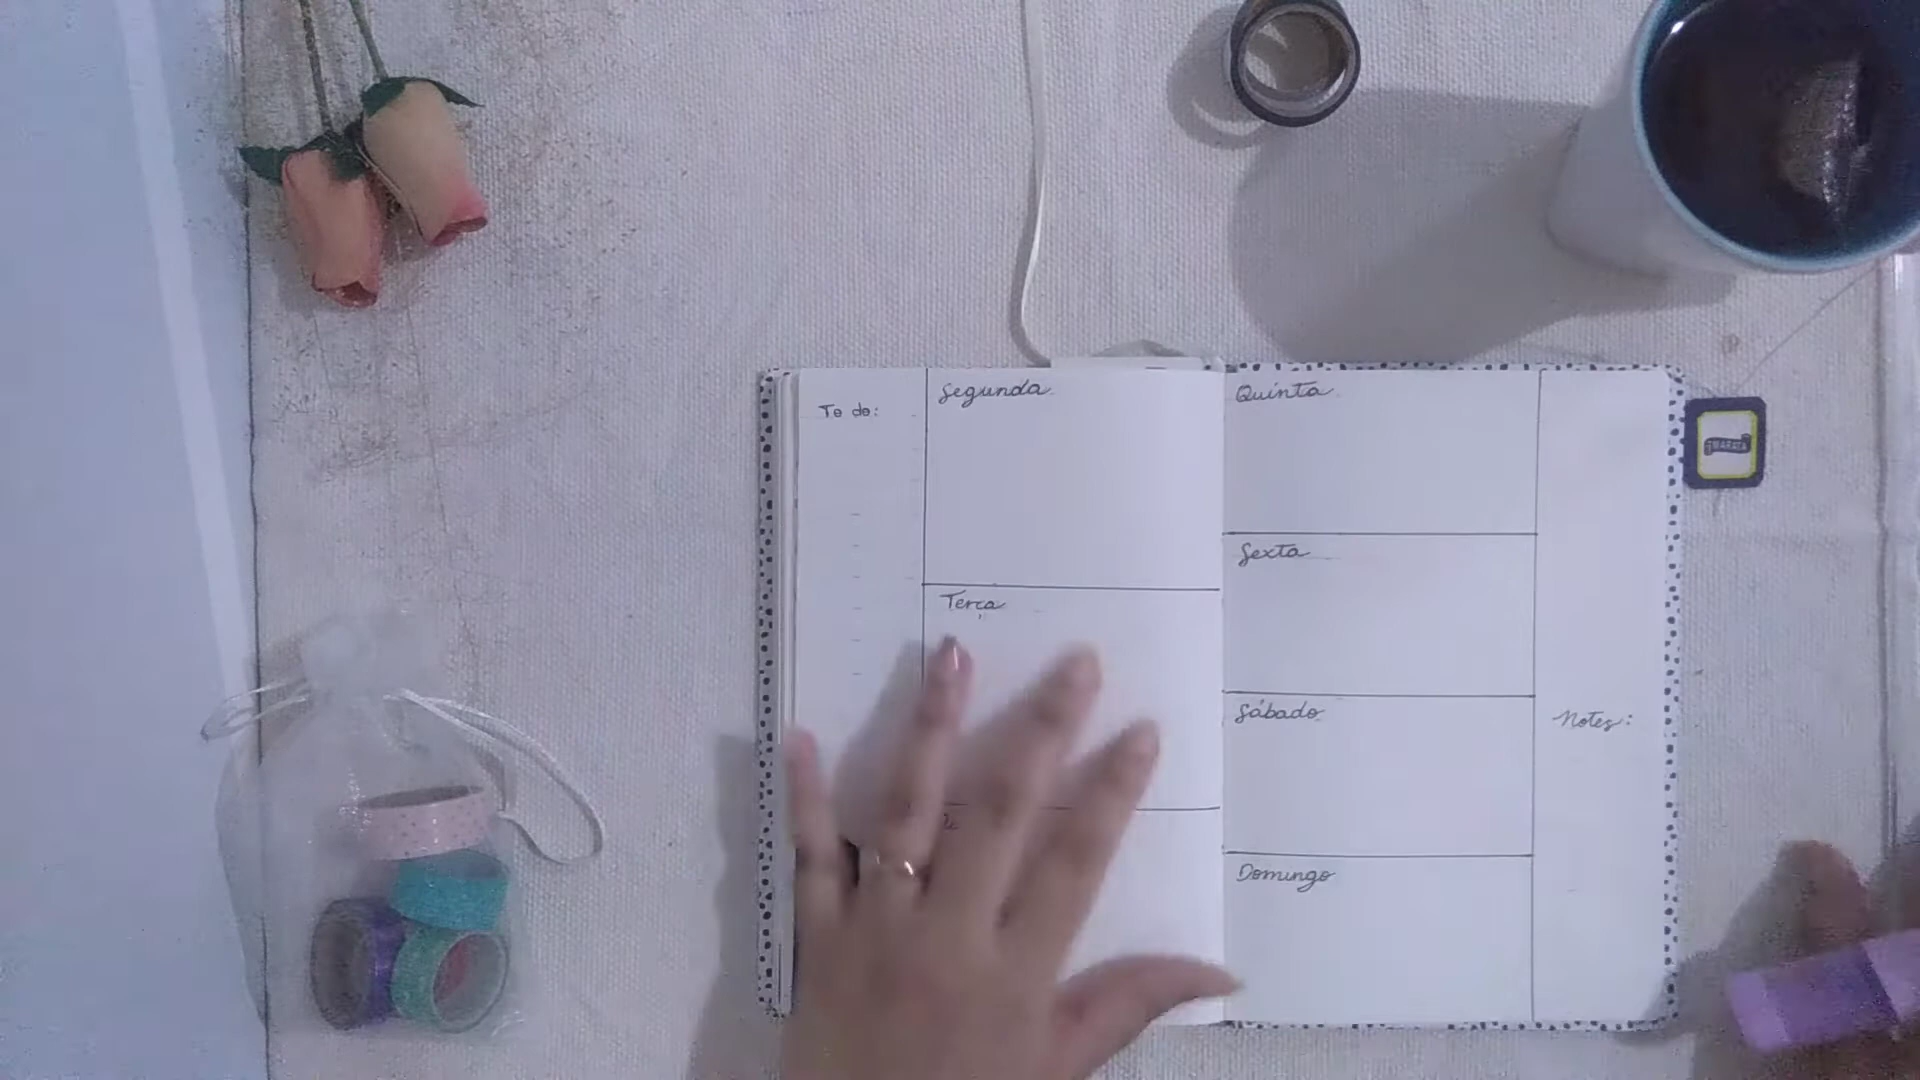 To do:
Segunda
Terça
Quinta
Sexta
Sábado
Domingo
Notes: